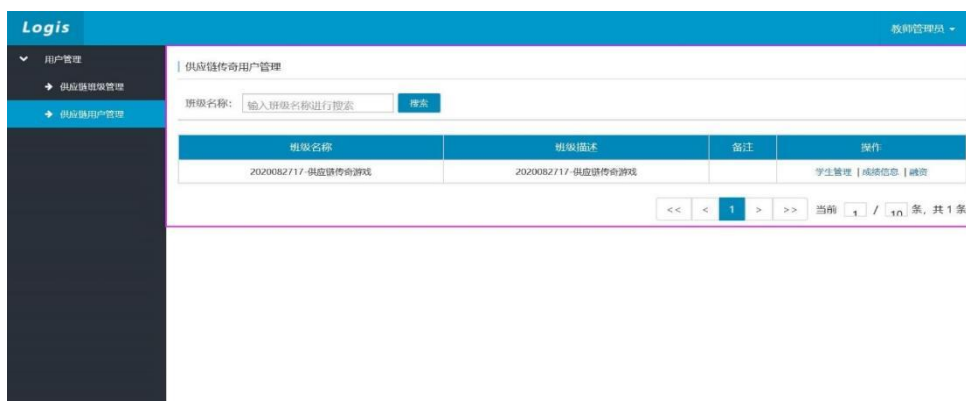 Logis
教师管理员
用户管理
供应链传奇用户管理
供应链班级管理
班级名称: 输入班级名称进行搜索 搜索
供应链用户管理
班级名称 班级描述 备注 操作
2020082717-供应链传奇游戏 2020082717-供应链传奇游戏 学生管理 | 成绩信息 | 融资
<< < 1 > >> 当前 1 / 10 条, 共 1 条